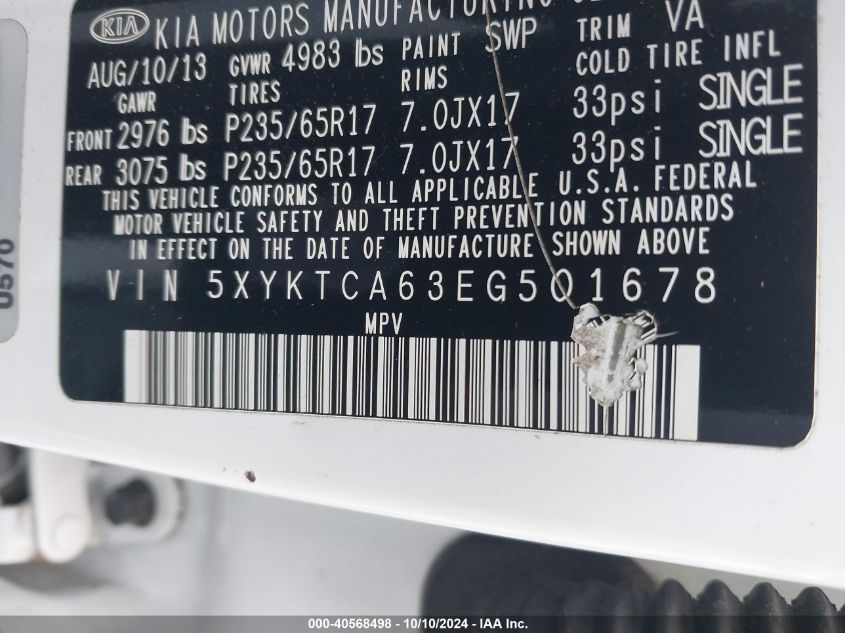 KIA KIA MOTORS MANUFACTURING
AUG/10/13 GVWR 4983 lbs PAINT SWP TRIM VA
GAWR TIRES RIMS COLD TIRE INFL
FRONT 2976 lbs P235/65R17 7.0JX17 33psi SINGLE
REAR 3075 lbs P235/65R17 7.0JX17 33psi SINGLE
THIS VEHICLE CONFORMS TO ALL APPLICABLE U.S.A. FEDERAL
MOTOR VEHICLE SAFETY AND THEFT PREVENTION STANDARDS
IN EFFECT ON THE DATE OF MANUFACTURE SHOWN ABOVE
VIN 5XYKTCA63EG501678
MPV
0570
000-40568498 - 10/10/2024 - IAA Inc.